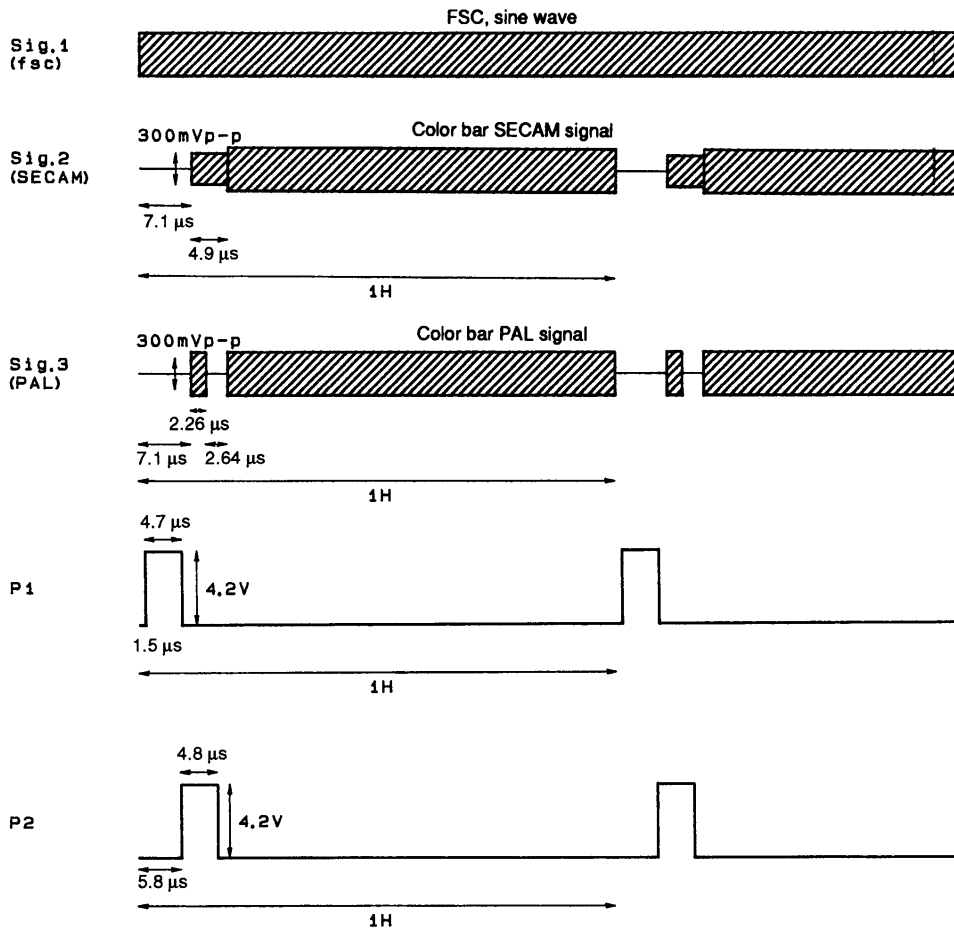 FSC, sine wave
Sig.1
(fsc)
Color bar SECAM signal
300mVp-p
Sig.2
(SECAM)
7.1 μs
4.9 μs
1H
Color bar PAL signal
300mVp-p
Sig.3
(PAL)
2.26 μs
7.1 μs
2.64 μs
1H
4.7 μs
P1
4.2V
1.5 μs
1H
4.8 μs
P2
4.2V
5.8 μs
1H